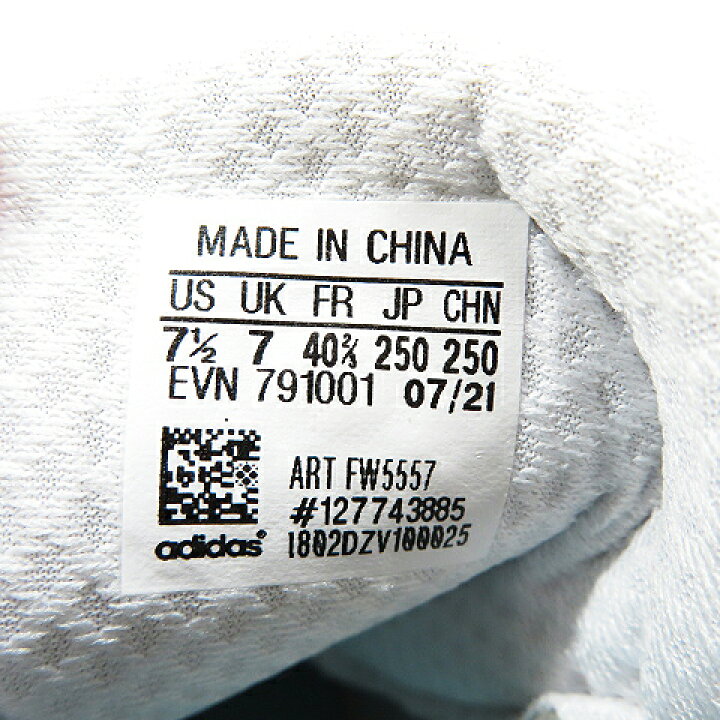 MADE IN CHINA
US UK FR JP CHN
7½ 7 40⅔ 250 250
EVN 791001 07/21
ART FW5557
#127743885
adidas® 1802DZV100025